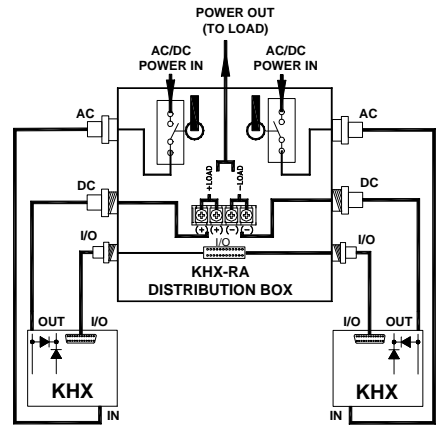 POWER OUT
(TO LOAD)
AC/DC
POWER IN
AC/DC
POWER IN
AC
AC
DC
DC
+LOAD
−LOAD
(+) (+) (−) (−)
I/O
I/O
I/O
KHX-RA
DISTRIBUTION BOX
OUT
I/O
I/O
OUT
KHX
KHX
IN
IN